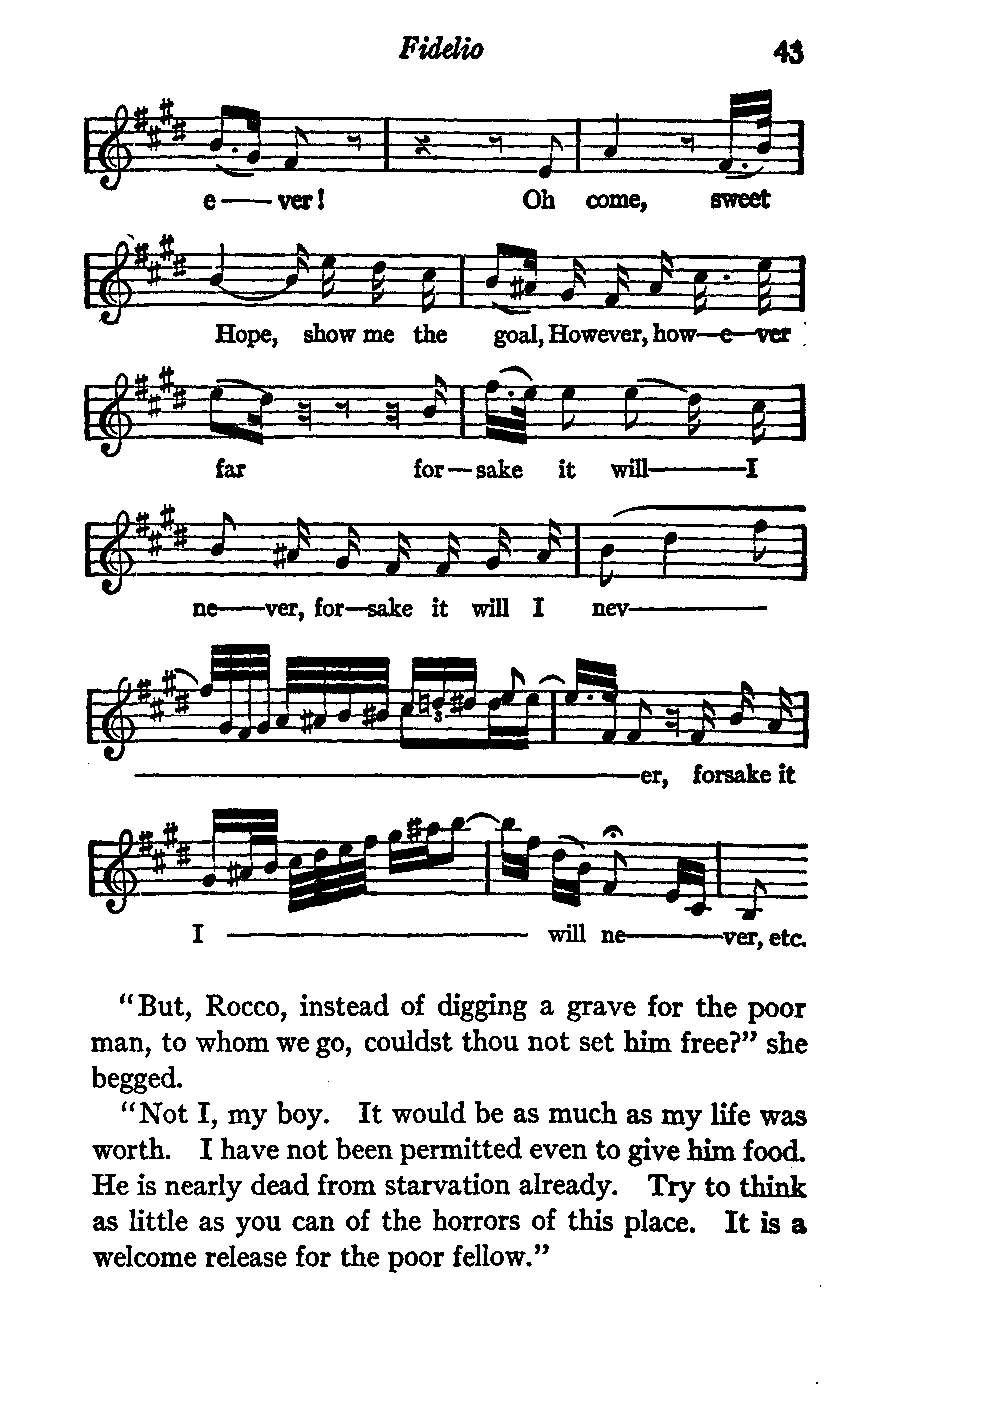 Fidelio 43
e—ver! Oh come, sweet
Hope, show me the goal, However, how—e—ver
far for—sake it will—I
ne—ver, for—sake it will I nev—
3
—er, forsake it
I — will ne—ver, etc.
"But, Rocco, instead of digging a grave for the poor
man, to whom we go, couldst thou not set him free?" she
begged.
"Not I, my boy. It would be as much as my life was
worth. I have not been permitted even to give him food.
He is nearly dead from starvation already. Try to think
as little as you can of the horrors of this place. It is a
welcome release for the poor fellow."